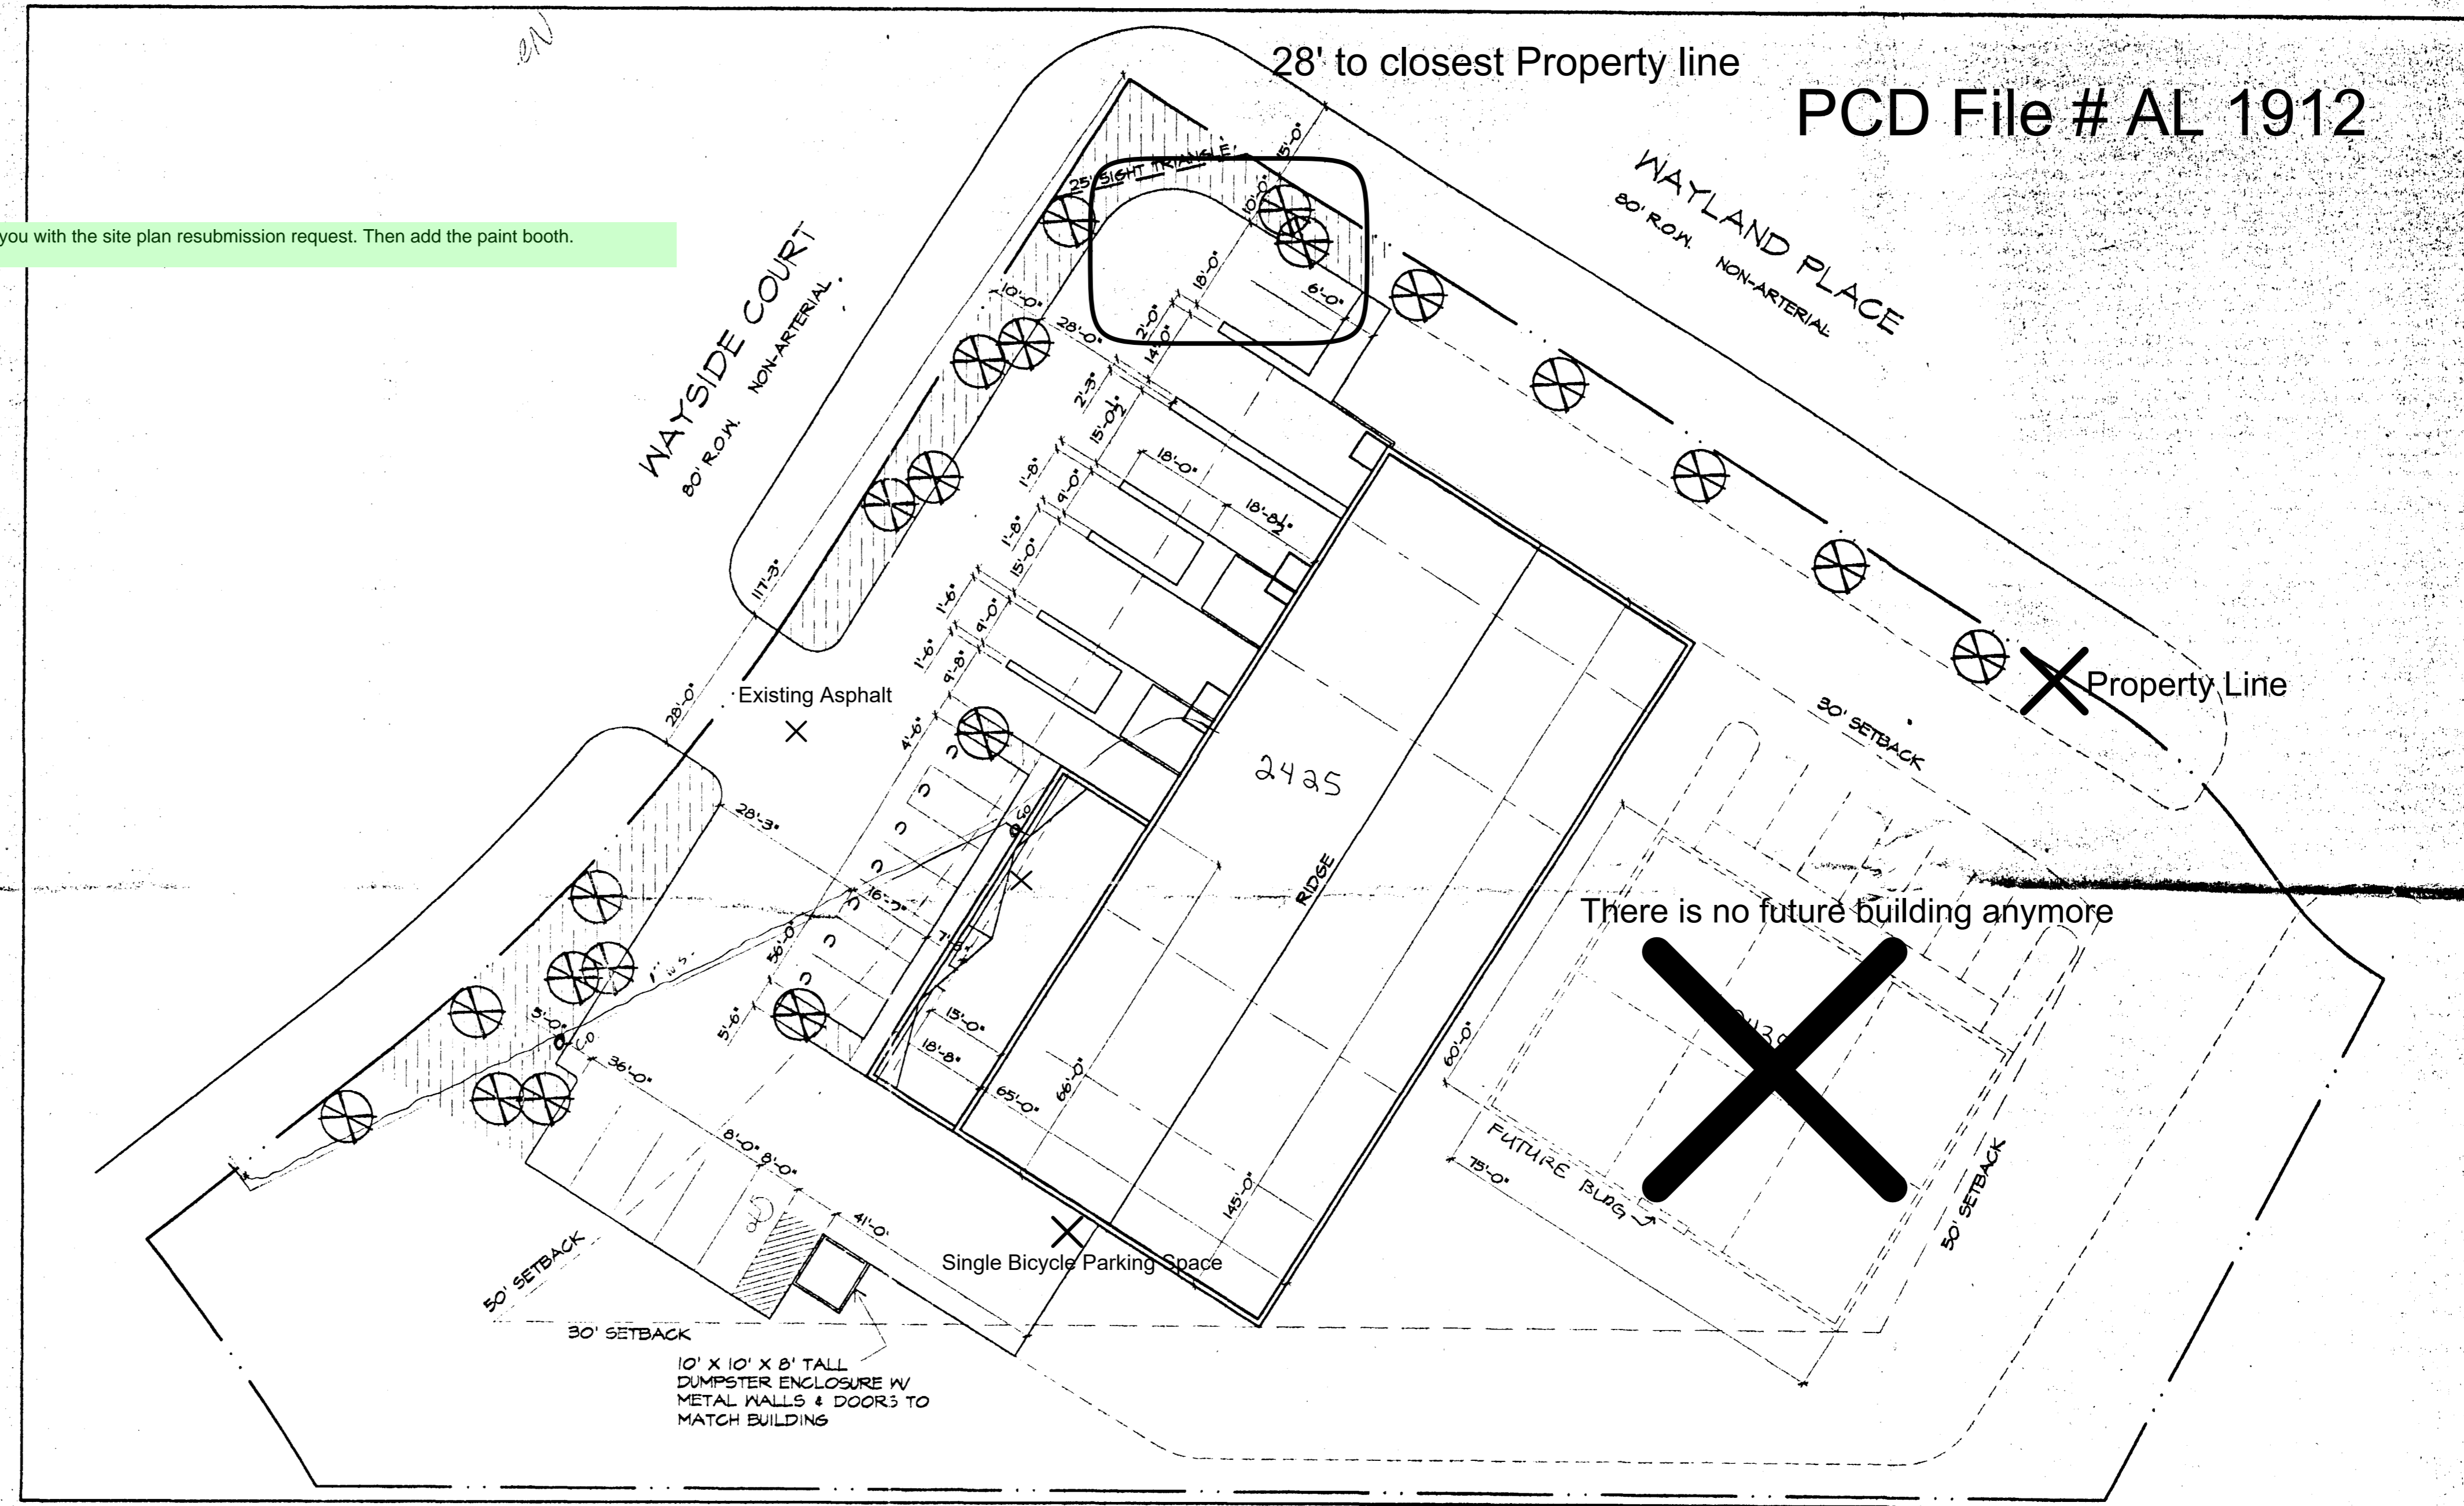 28' to closest Property line
PCD File # AL 1912
you with the site plan resubmission request. Then add the paint booth.
WAYLAND PLACE
80' R.O.W. NON-ARTERIAL
WAYSIDE COURT
80' R.O.W. NON-ARTERIAL
25' SIGHT TRIANGLE
15'-0"
10'-0"
18'-0"
6'-0"
2'-0"
14'-0"
10'-0"
28'-0"
2'-3"
15'-0½"
1'-8"
9'-0"
18'-0"
18'-8½"
1'-8"
15'-0"
1'-6"
9'-0"
1'-6"
9'-8"
4'-6"
117'-3"
28'-0"
Existing Asphalt
Property Line
30' SETBACK
2425
RIDGE
28'-3"
16'-7"
56'-0"
5'-6"
C.O.
5'-0"
C.O.
36'-0"
8'-0" 8'-0"
41'-0"
15'-0"
18'-8"
65'-0"
66'-0"
145'-0"
60'-0"
75'-0"
There is no future building anymore
FUTURE BLDG
50' SETBACK
Single Bicycle Parking Space
50' SETBACK
30' SETBACK
10' X 10' X 8' TALL
DUMPSTER ENCLOSURE W/
METAL WALLS & DOORS TO
MATCH BUILDING